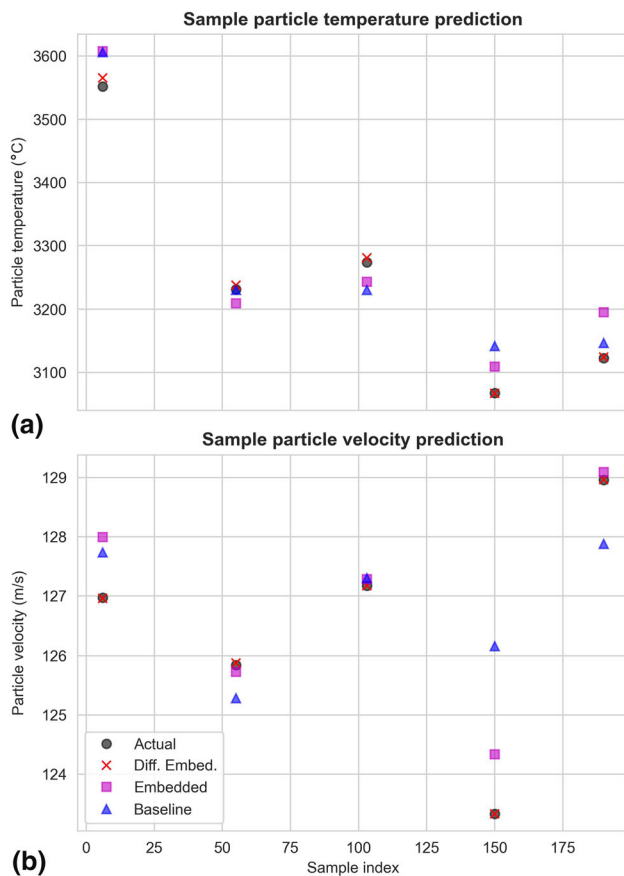 Sample particle temperature prediction
3600
3500
3400
3300
3200
3100
Particle temperature (°C)
(a)
Sample particle velocity prediction
129
128
127
126
125
124
Particle velocity (m/s)
Actual
Diff. Embed.
Embedded
Baseline
0 25 50 75 100 125 150 175
Sample index
(b)